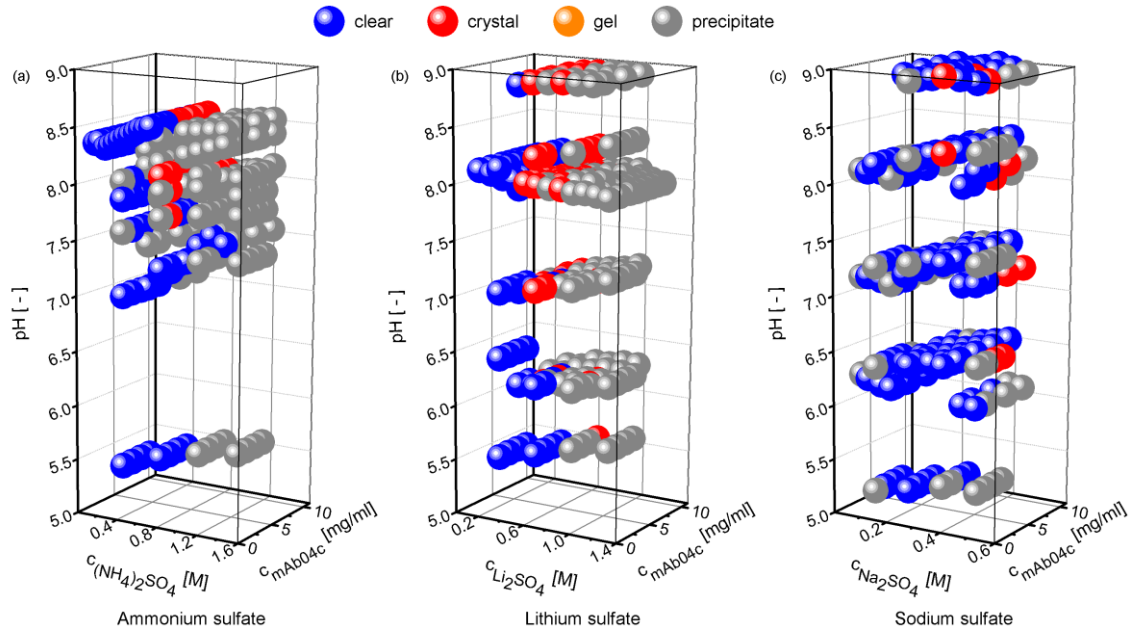 clear crystal gel precipitate
(a) 9.0 8.5 8.0 7.5 7.0 6.5 6.0 5.5 5.0
pH [ - ]
0.4 0.8 1.2 1.6
c(NH4)2SO4 [M]
0 5 10
cmAb04c [mg/ml]
Ammonium sulfate
(b) 9.0 8.5 8.0 7.5 7.0 6.5 6.0 5.5 5.0
pH [ - ]
0.2 0.6 1.0 1.4
cLi2SO4 [M]
0 5 10
cmAb04c [mg/ml]
Lithium sulfate
(c) 9.0 8.5 8.0 7.5 7.0 6.5 6.0 5.5 5.0
pH [ - ]
0.2 0.4 0.6
cNa2SO4 [M]
0 5 10
cmAb04c [mg/ml]
Sodium sulfate